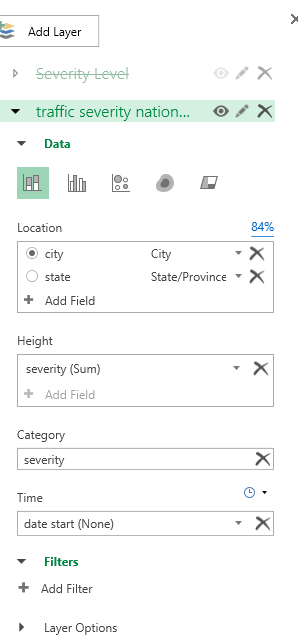 Add Layer
Severity Level
traffic severity nation...
Data
Location 84%
city City
state State/Province
Add Field
Height
severity (Sum)
Add Field
Category
severity
Time
date start (None)
Filters
Add Filter
Layer Options